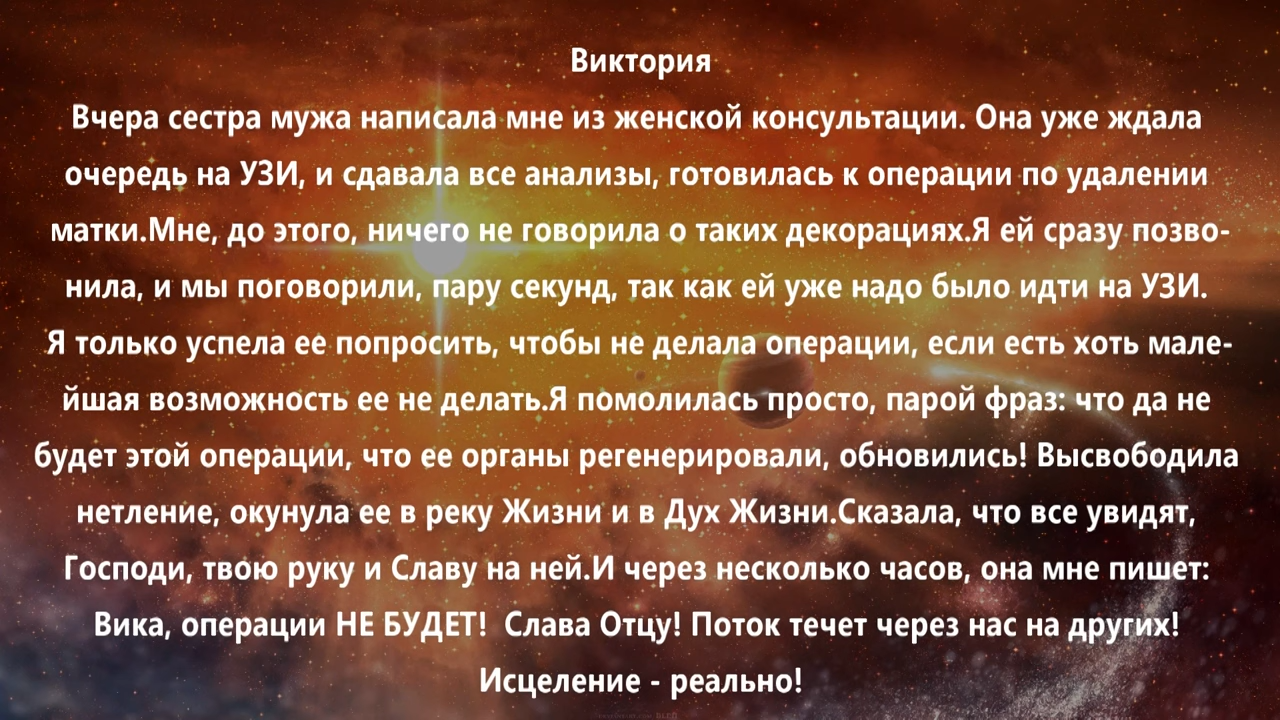 Виктория
Вчера сестра мужа написала мне из женской консультации. Она уже ждала
очередь на УЗИ, и сдавала все анализы, готовилась к операции по удалении
матки.Мне, до этого, ничего не говорила о таких декорациях.Я ей сразу позво-
нила, и мы поговорили, пару секунд, так как ей уже надо было идти на УЗИ.
Я только успела ее попросить, чтобы не делала операции, если есть хоть мале-
йшая возможность ее не делать.Я помолилась просто, парой фраз: что да не
будет этой операции, что ее органы регенерировали, обновились! Высвободила
нетление, окунула ее в реку Жизни и в Дух Жизни.Сказала, что все увидят,
Господи, твою руку и Славу на ней.И через несколько часов, она мне пишет:
Вика, операции НЕ БУДЕТ!  Слава Отцу! Поток течет через нас на других!
Исцеление - реально!